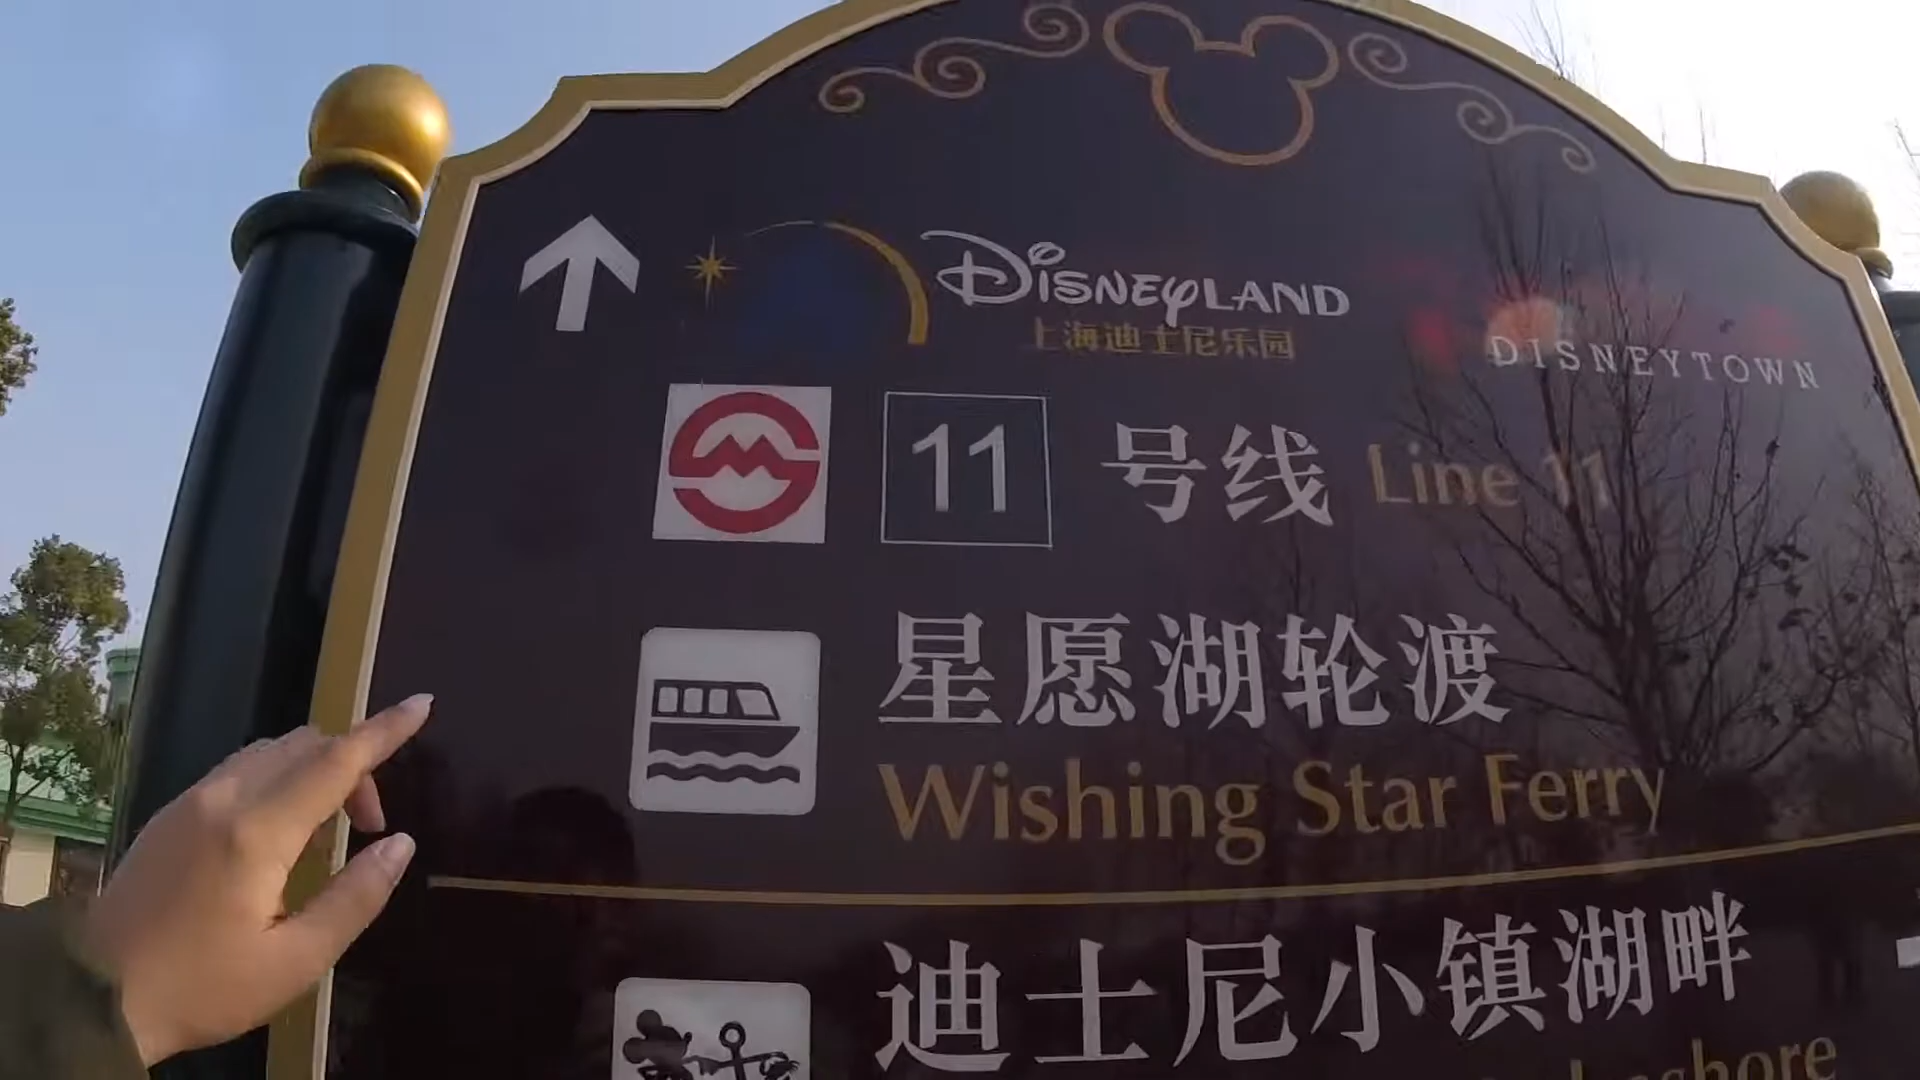 DISNEYLAND
上海迪士尼乐园
DISNEYTOWN
11 号线 Line 11
星愿湖轮渡
Wishing Star Ferry
迪士尼小镇湖畔